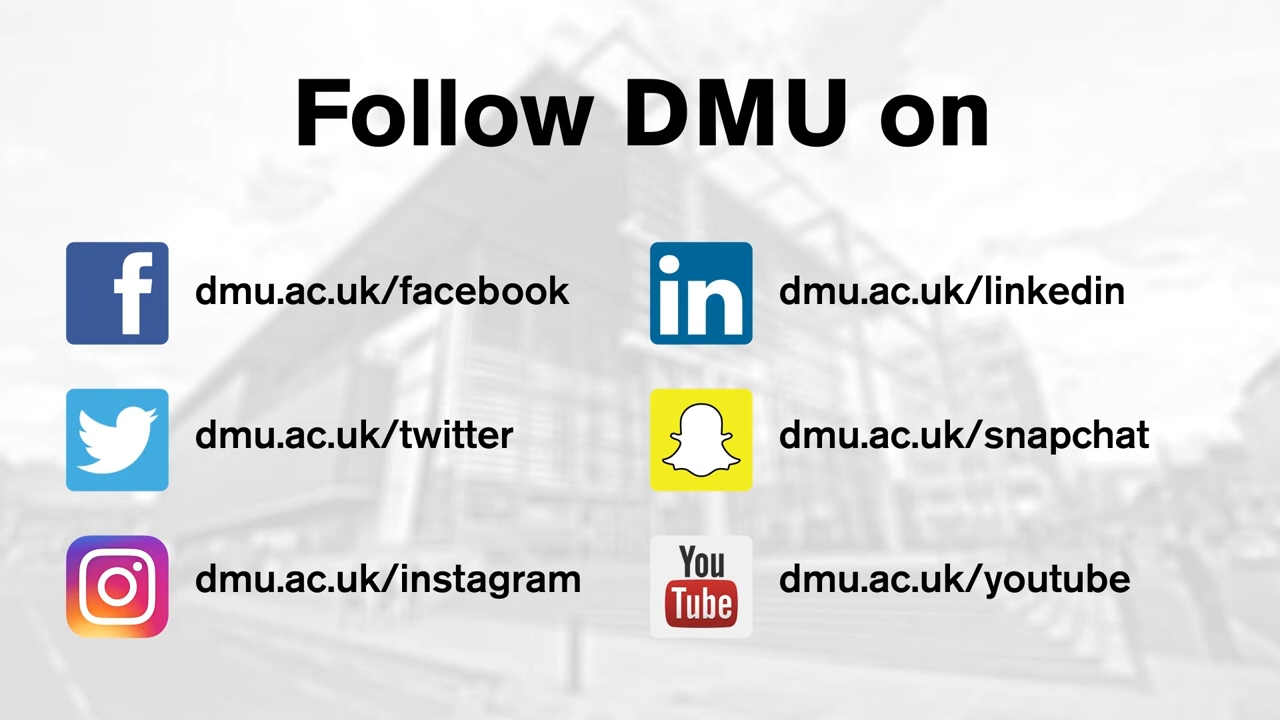 Follow DMU on
dmu.ac.uk/facebook
dmu.ac.uk/twitter
dmu.ac.uk/instagram
in
dmu.ac.uk/linkedin
dmu.ac.uk/snapchat
You
Tube
dmu.ac.uk/youtube